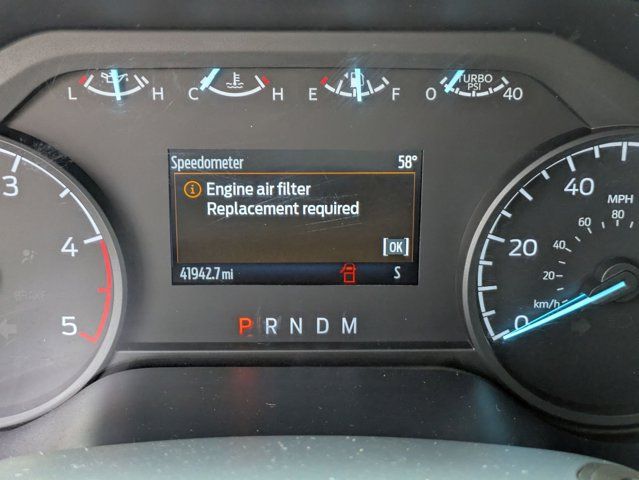 L H C H E F 0 TURBO PSI 40
Speedometer 58°
Engine air filter
Replacement required
[OK]
41942.7 mi S
P R N D M
3
4
5
40
MPH
60 80
20 40
20
km/h
0